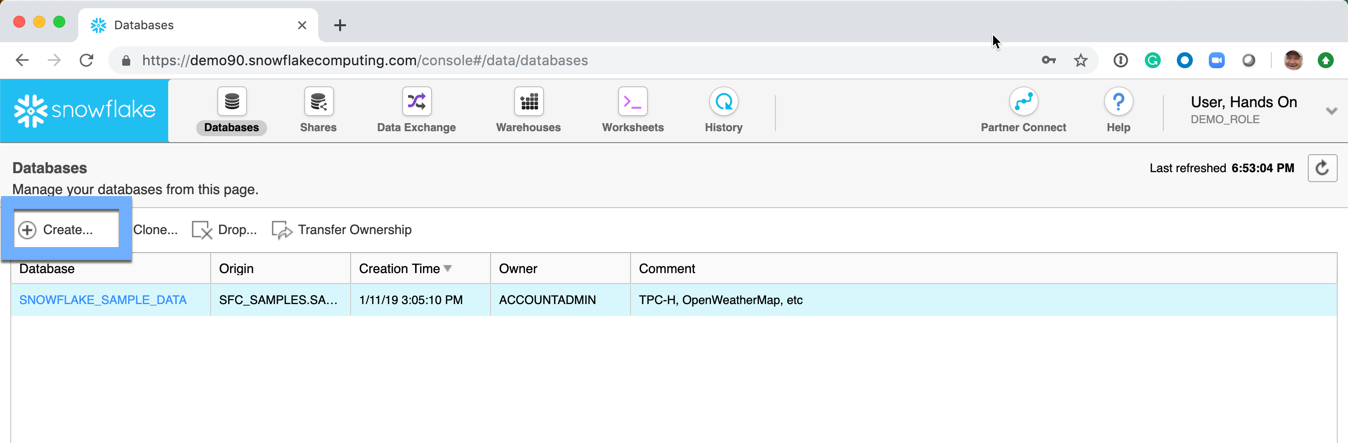 Databases
https://demo90.snowflakecomputing.com/console#/data/databases
snowflake
Databases Shares Data Exchange Warehouses Worksheets History Partner Connect Help User, Hands On
DEMO_ROLE
Databases
Manage your databases from this page.
Last refreshed 6:53:04 PM
Create... Clone... Drop... Transfer Ownership
Database Origin Creation Time Owner Comment
SNOWFLAKE_SAMPLE_DATA SFC_SAMPLES.SA... 1/11/19 3:05:10 PM ACCOUNTADMIN TPC-H, OpenWeatherMap, etc